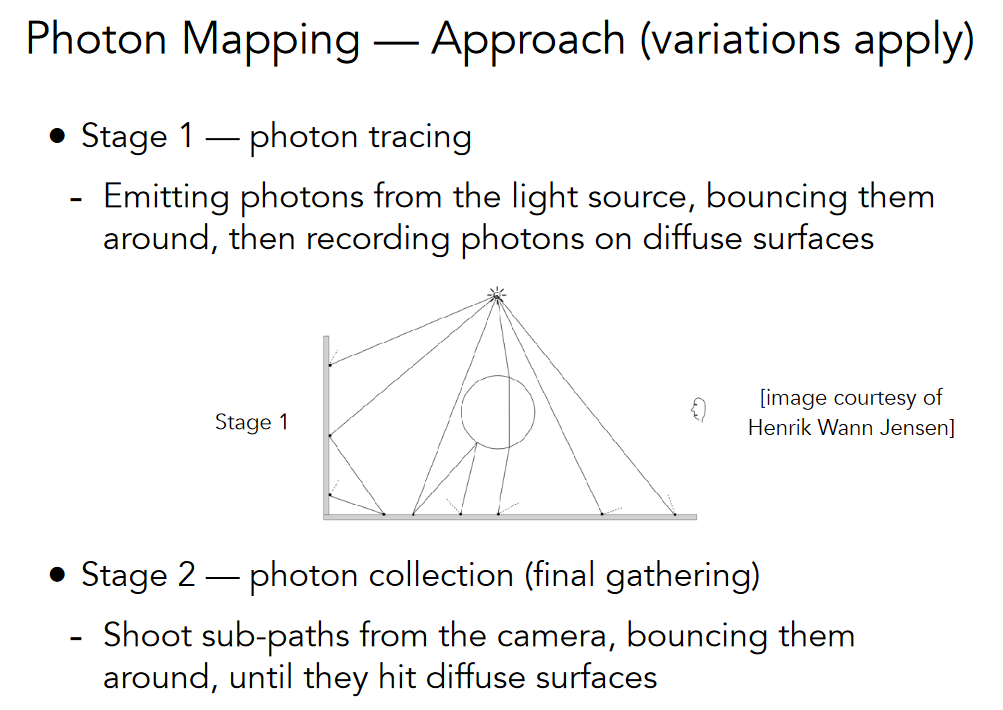 Photon Mapping — Approach (variations apply)
• Stage 1 — photon tracing
- Emitting photons from the light source, bouncing them
around, then recording photons on diffuse surfaces
Stage 1
[image courtesy of
Henrik Wann Jensen]
• Stage 2 — photon collection (final gathering)
- Shoot sub-paths from the camera, bouncing them
around, until they hit diffuse surfaces